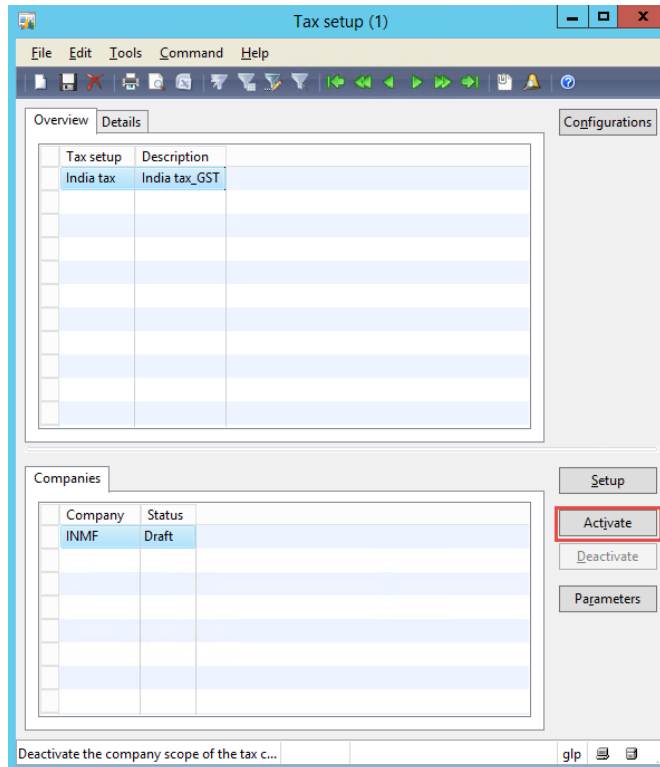 Tax setup (1)
File Edit Tools Command Help
Overview Details
Configurations
Tax setup Description
India tax India tax_GST
Companies
Setup
Company Status
Activate
INMF Draft
Deactivate
Parameters
Deactivate the company scope of the tax c... glp